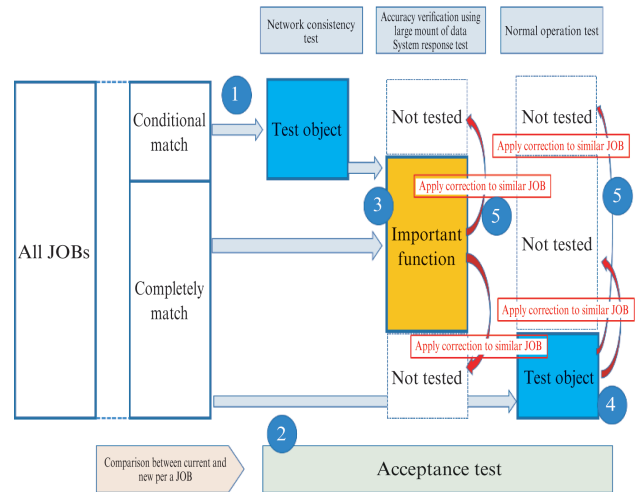 Network consistency
test
Accuracy verification using
large mount of data
System response test
Normal operation test
1
Conditional
match
Test object
Not tested
Not tested
Apply correction to similar JOB
Apply correction to similar JOB
3
5
5
All JOBs
Important
function
Not tested
Completely
match
Apply correction to similar JOB
Apply correction to similar JOB
Not tested
Test object
4
2
Comparison between current and
new per a JOB
Acceptance test